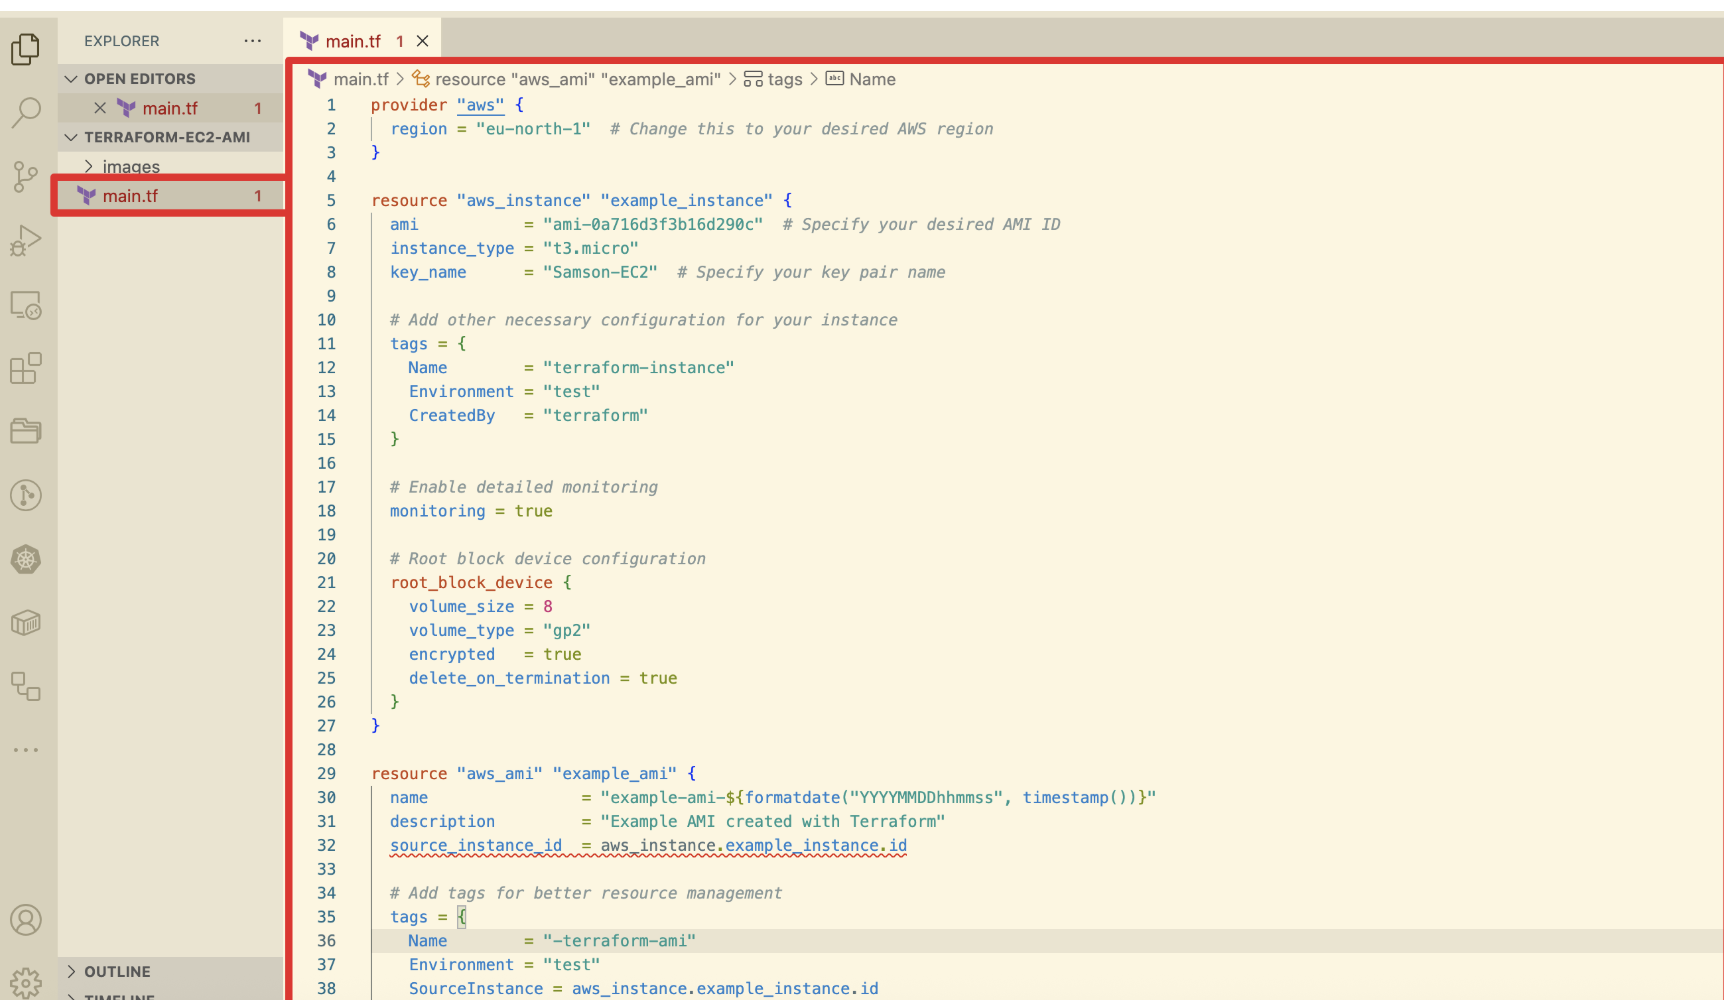 EXPLORER
OPEN EDITORS
main.tf 1
TERRAFORM-EC2-AMI
images
main.tf 1
OUTLINE
TIMELINE
main.tf 1
main.tf > resource "aws_ami" "example_ami" > tags > abc Name
1 provider "aws" {
2   region = "eu-north-1"  # Change this to your desired AWS region
3 }
4
5 resource "aws_instance" "example_instance" {
6   ami           = "ami-0a716d3f3b16d290c"  # Specify your desired AMI ID
7   instance_type = "t3.micro"
8   key_name      = "Samson-EC2"  # Specify your key pair name
9
10   # Add other necessary configuration for your instance
11   tags = {
12     Name        = "terraform-instance"
13     Environment = "test"
14     CreatedBy   = "terraform"
15   }
16
17   # Enable detailed monitoring
18   monitoring = true
19
20   # Root block device configuration
21   root_block_device {
22     volume_size = 8
23     volume_type = "gp2"
24     encrypted   = true
25     delete_on_termination = true
26   }
27 }
28
29 resource "aws_ami" "example_ami" {
30   name                = "example-ami-${formatdate("YYYYMMDDhhmmss", timestamp())}"
31   description         = "Example AMI created with Terraform"
32   source_instance_id  = aws_instance.example_instance.id
33
34   # Add tags for better resource management
35   tags = {
36     Name        = "-terraform-ami"
37     Environment = "test"
38     SourceInstance = aws_instance.example_instance.id